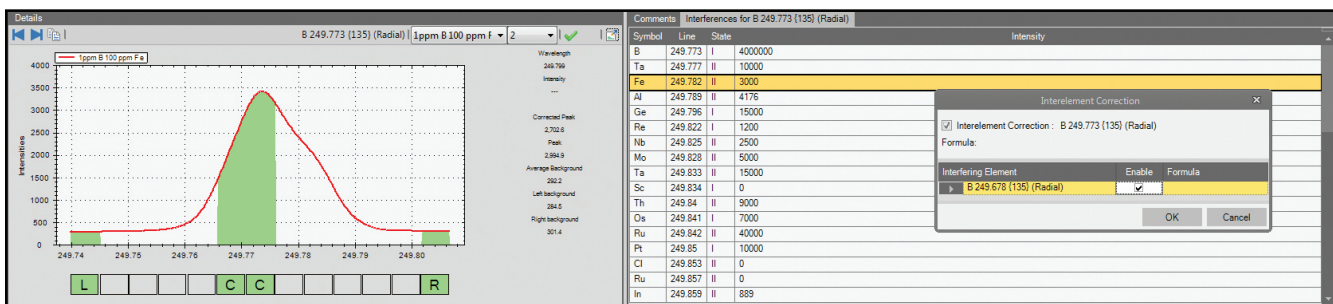 Details
B 249.773 {135} (Radial) 1ppm B 100 ppm F 2
1ppm B 100 ppm Fe
Intensities
4000
3500
3000
2500
2000
1500
1000
500
0
249.74 249.75 249.76 249.77 249.78 249.79 249.80
L C C R
Wavelength
249.799
Intensity
---
Corrected Peak
2,702.6
Peak
2,994.9
Average Background
292.2
Left background
284.5
Right background
301.4
Comments Interferences for B 249.773 {135} (Radial)
Symbol Line State Intensity
B 249.773 I 4000000
Ta 249.777 II 10000
Fe 249.782 II 3000
Al 249.789 II 4176
Ge 249.796 I 15000
Re 249.822 I 1200
Nb 249.825 II 2500
Mo 249.828 II 5000
Ta 249.833 II 15000
Sc 249.834 I 0
Th 249.84 II 9000
Os 249.841 I 7000
Ru 249.842 II 40000
Pt 249.85 I 10000
Cl 249.853 II 0
Ru 249.857 II 0
In 249.859 II 889
Interelement Correction
Interelement Correction : B 249.773 {135} (Radial)
Formula:
Interfering Element Enable Formula
B 249.678 {135} (Radial)
OK Cancel